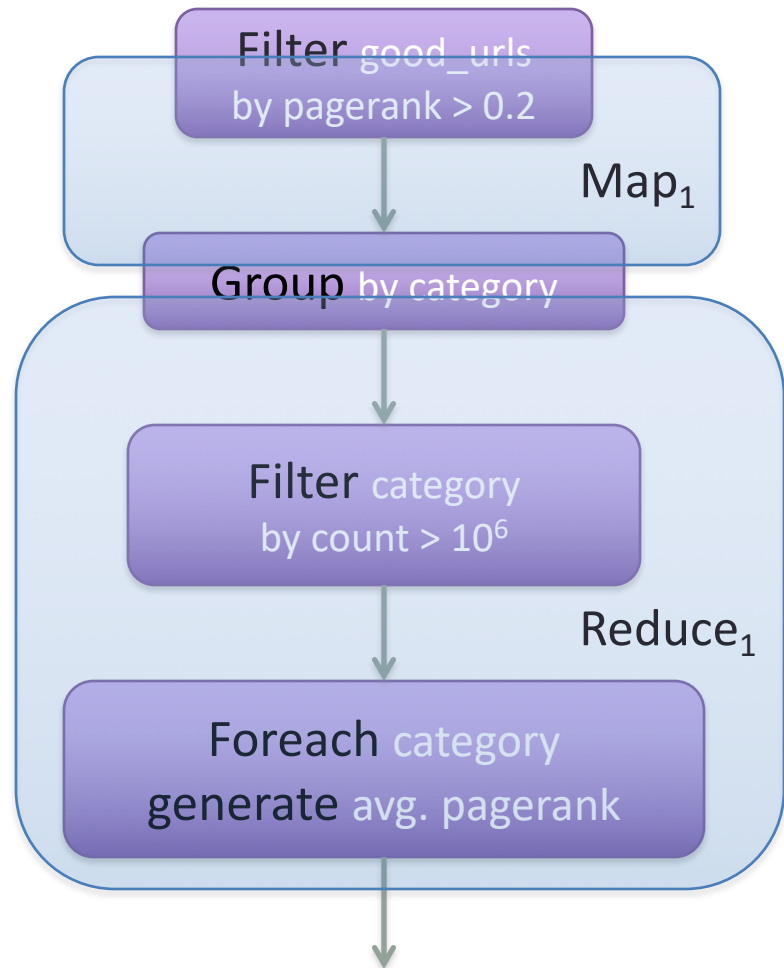 Filter good_urls
by pagerank > 0.2
Map₁
Group by category
Filter category
by count > 10⁶
Reduce₁
Foreach category
generate avg. pagerank